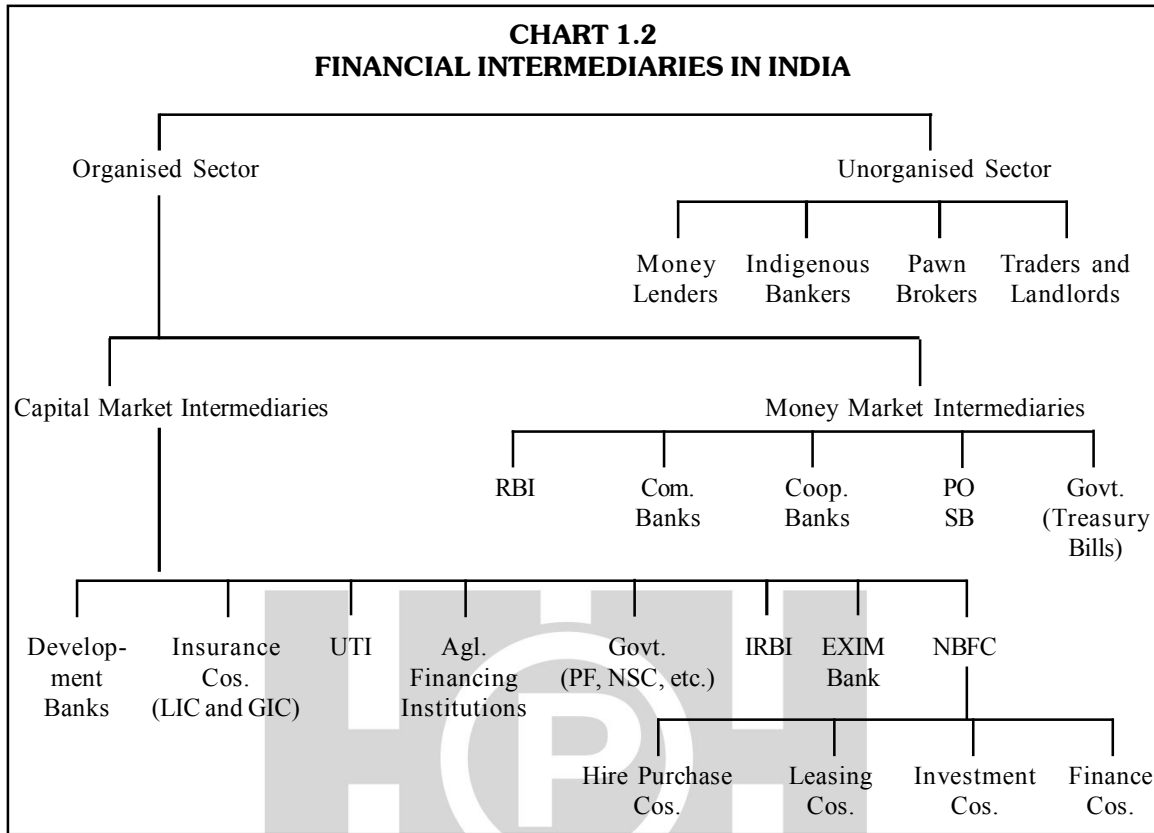 CHART 1.2
FINANCIAL INTERMEDIARIES IN INDIA
Organised Sector
Unorganised Sector
Money
Lenders
Indigenous
Bankers
Pawn
Brokers
Traders and
Landlords
Capital Market Intermediaries
Money Market Intermediaries
RBI
Com.
Banks
Coop.
Banks
PO
SB
Govt.
(Treasury
Bills)
Develop-
ment
Banks
Insurance
Cos.
(LIC and GIC)
UTI
Agl.
Financing
Institutions
Govt.
(PF, NSC, etc.)
IRBI
EXIM
Bank
NBFC
Hire Purchase
Cos.
Leasing
Cos.
Investment
Cos.
Finance
Cos.
HPH